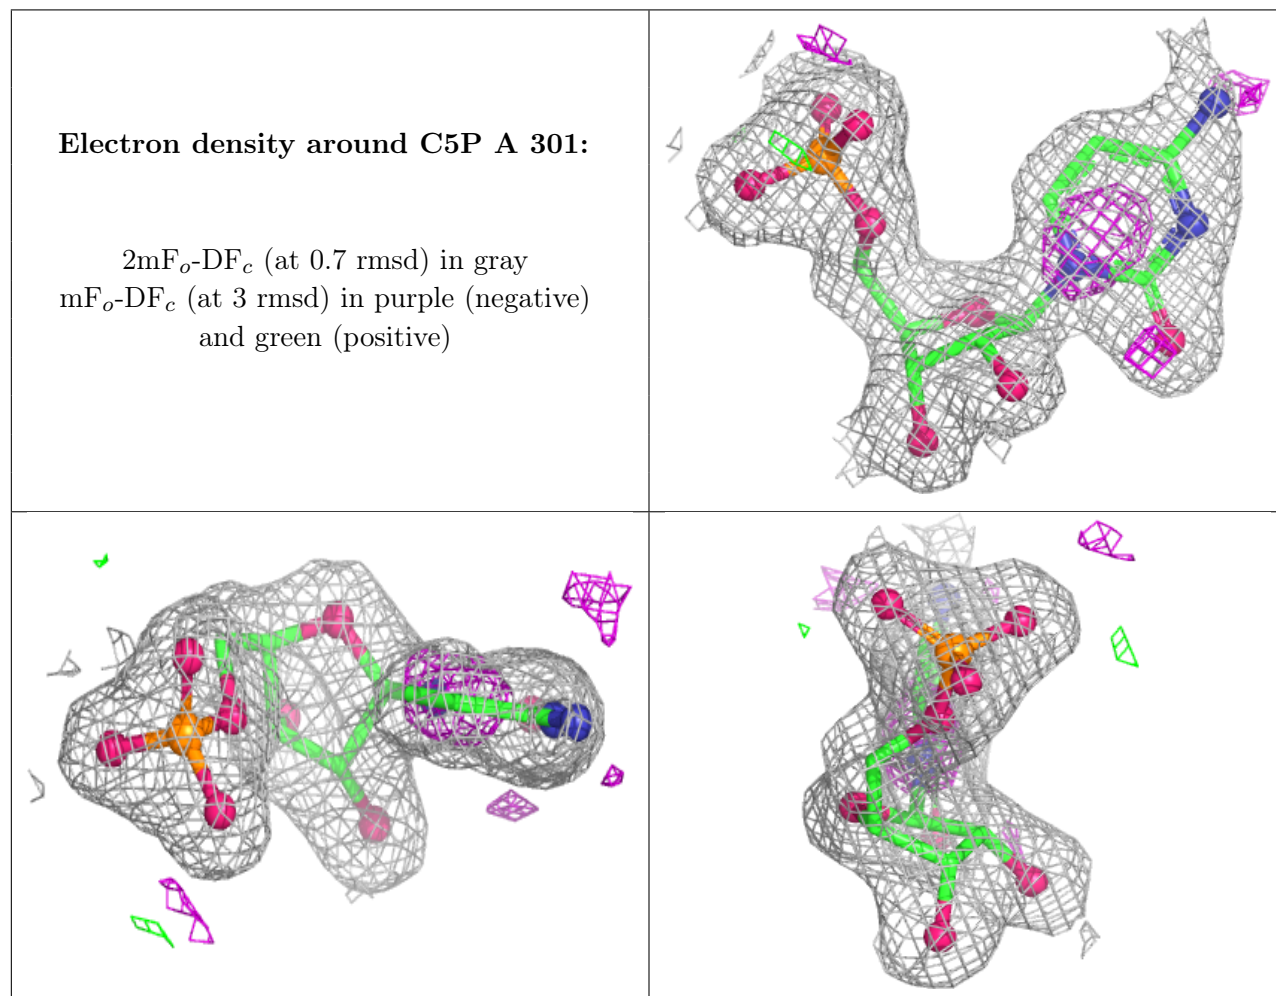 Electron density around C5P A 301:
2mFo-DFc (at 0.7 rmsd) in gray
mFo-DFc (at 3 rmsd) in purple (negative)
and green (positive)